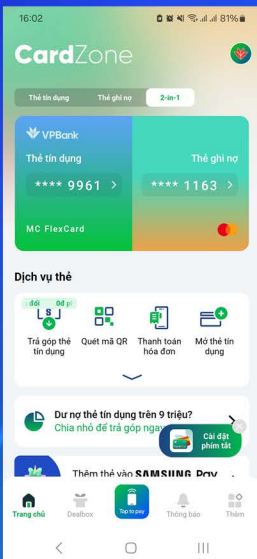 16:02
81%
CardZone
Thẻ tín dụng Thẻ ghi nợ 2-in-1
VPBank
Thẻ tín dụng Thẻ ghi nợ
**** 9961 > **** 1163 >
MC FlexCard
Dịch vụ thẻ
đổi 0đ
Trả góp thẻ tín dụng
Quét mã QR
Thanh toán hóa đơn
Mở thẻ tín dụng
Dư nợ thẻ tín dụng trên 9 triệu?
Chia nhỏ để trả góp ngay
Cài đặt
phím tắt
Thêm thẻ vào SAMSUNG Pay
Trang chủ Dealbox Tap to pay Thông báo Thêm